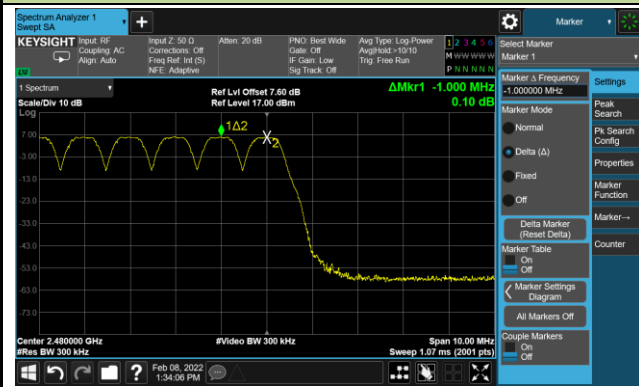 Spectrum Analyzer 1
Swept SA
KEYSIGHT
Input: RF
Coupling: AC
Align: Auto
Input Z: 50 Ω
Corrections: Off
Freq Ref: Int (S)
NFE: Adaptive
Atten: 20 dB
PNO: Best Wide
Gate: Off
IF Gain: Low
Sig Track: Off
Avg Type: Log-Power
Avg|Hold:>10/10
Trig: Free Run
1 2 3 4 5 6
M W W W W W
P N N N N N
1 Spectrum
Scale/Div 10 dB
Ref Lvl Offset 7.60 dB
Ref Level 17.00 dBm
ΔMkr1 -1.000 MHz
0.10 dB
Log
7.00
-3.00
-13.0
-23.0
-33.0
-43.0
-53.0
-63.0
-73.0
1Δ2
2
Center 2.480000 GHz
#Res BW 300 kHz
#Video BW 300 kHz
Span 10.00 MHz
Sweep 1.07 ms (2001 pts)
Feb 08, 2022
1:34:06 PM
Marker
Select Marker
Marker 1
Marker Δ Frequency
-1.000000 MHz
Marker Mode
Normal
Delta (Δ)
Fixed
Off
Delta Marker
(Reset Delta)
Marker Table
On
Off
Marker Settings
Diagram
All Markers Off
Couple Markers
On
Off
Settings
Peak
Search
Pk Search
Config
Properties
Marker
Function
Marker→
Counter